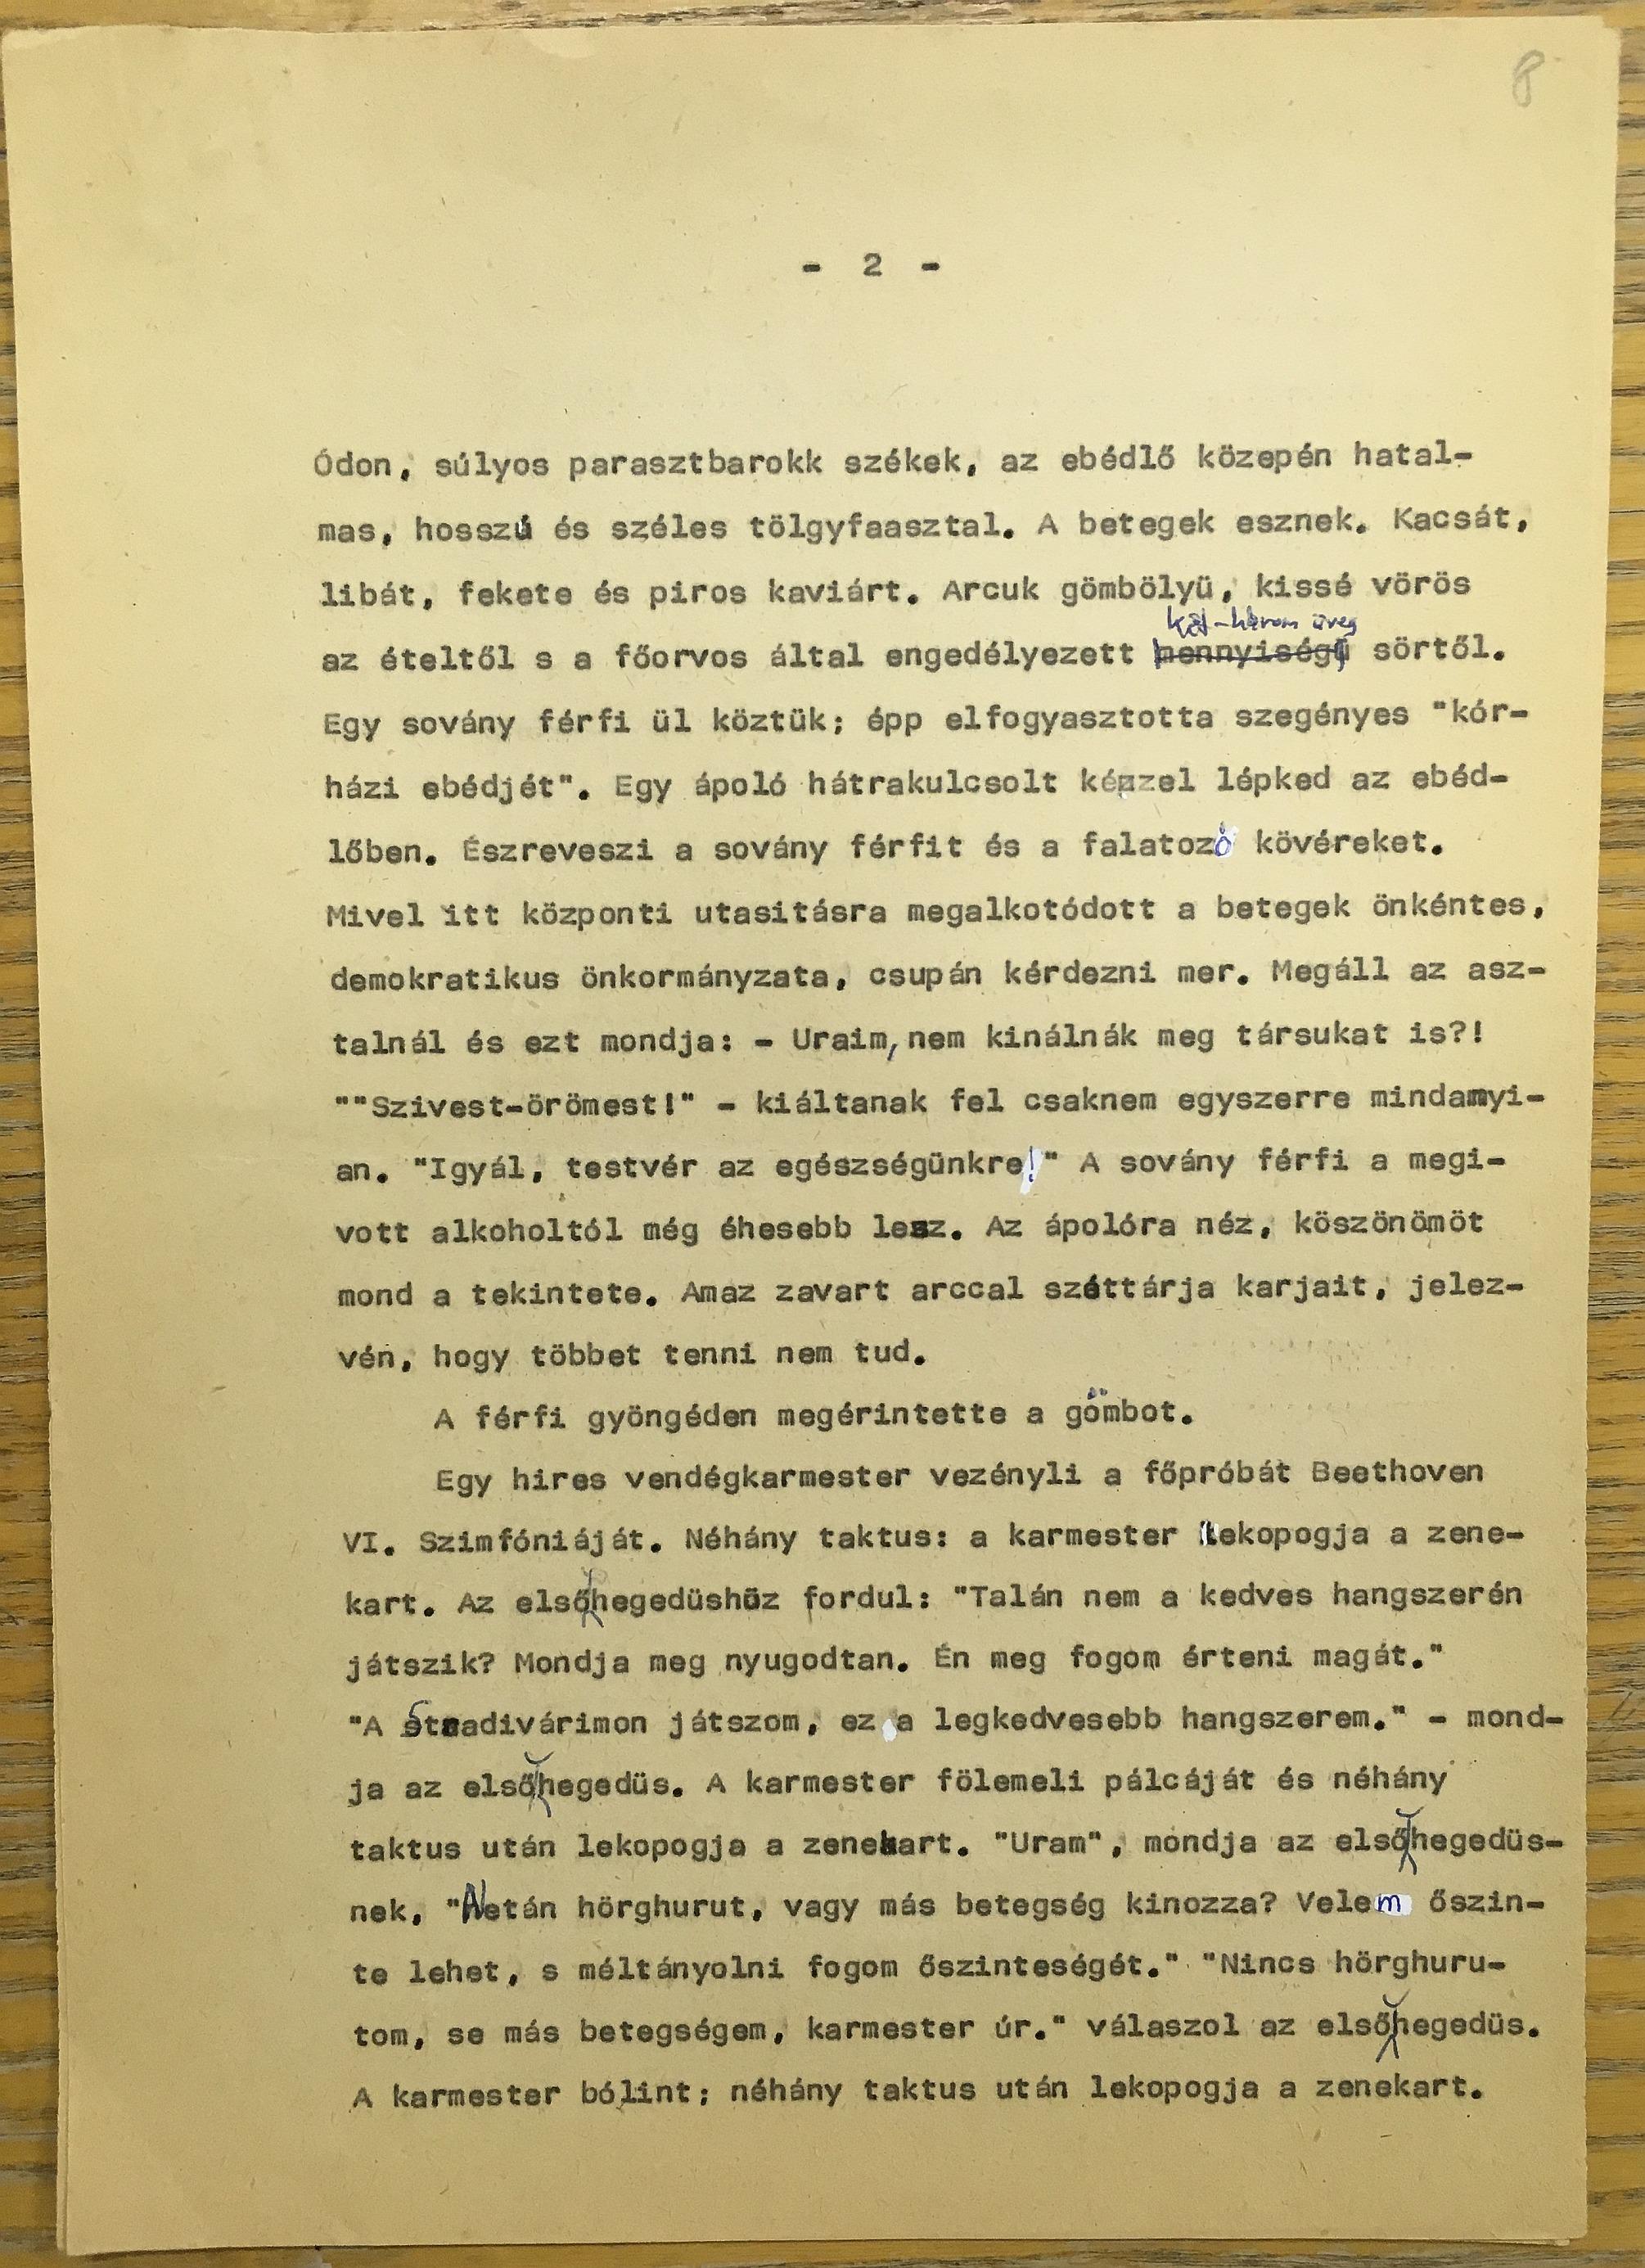 8
- 2 -
Ódon, súlyos parasztbarokk székek, az ebédlő közepén hatal-
mas, hosszú és széles tölgyfaasztal. A betegek esznek. Kacsát,
libát, fekete és piros kaviárt. Arcuk gömbölyü, kissé vörös
két-három üveg
az ételtől s a főorvos által engedélyezett mennyiségü sörtől.
Egy sovány férfi ül köztük; épp elfogyasztotta szegényes "kór-
házi ebédjét". Egy ápoló hátrakulcsolt kézzel lépked az ebéd-
lőben. Észreveszi a sovány férfit és a falatozó kövéreket.
Mivel itt központi utasitásra megalkotódott a betegek önkéntes,
demokratikus önkormányzata, csupán kérdezni mer. Megáll az asz-
talnál és ezt mondja: - Uraim, nem kinálnák meg társukat is?!
""Szivest-örömest!" - kiáltanak fel csaknem egyszerre mindannyi-
an. "Igyál, testvér az egészségünkre!" A sovány férfi a megi-
vott alkoholtól még éhesebb lesz. Az ápolóra néz, köszönömöt
mond a tekintete. Amaz zavart arccal széttárja karjait, jelez-
vén, hogy többet tenni nem tud.
A férfi gyöngéden megérintette a gömbot.
Egy hires vendégkarmester vezényli a főpróbát Beethoven
VI. Szimfóniáját. Néhány taktus: a karmester lekopogja a zene-
kart. Az elsőhegedüshöz fordul: "Talán nem a kedves hangszerén
játszik? Mondja meg nyugodtan. Én meg fogom érteni magát."
"A Stradivárimon játszom, ez a legkedvesebb hangszerem." - mond-
ja az elsőhegedüs. A karmester fölemeli pálcáját és néhány
taktus után lekopogja a zenekart. "Uram", mondja az elsőhegedüs-
nek, "Netán hörghurut, vagy más betegség kinozza? Velem őszin-
te lehet, s méltányolni fogom őszinteségét." "Nincs hörghuru-
tom, se más betegségem, karmester úr." válaszol az elsőhegedüs.
A karmester bólint; néhány taktus után lekopogja a zenekart.